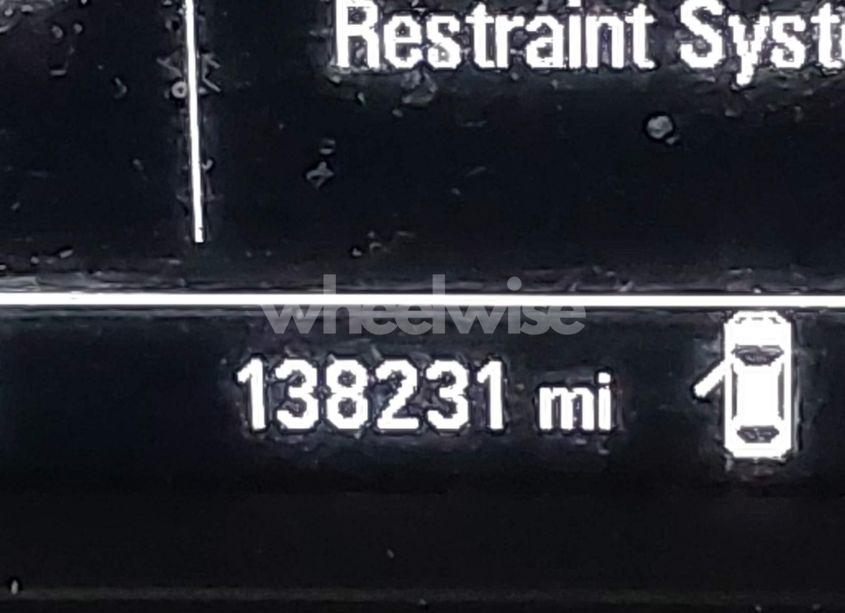 Restraint Syst
wheelwise
138231 mi